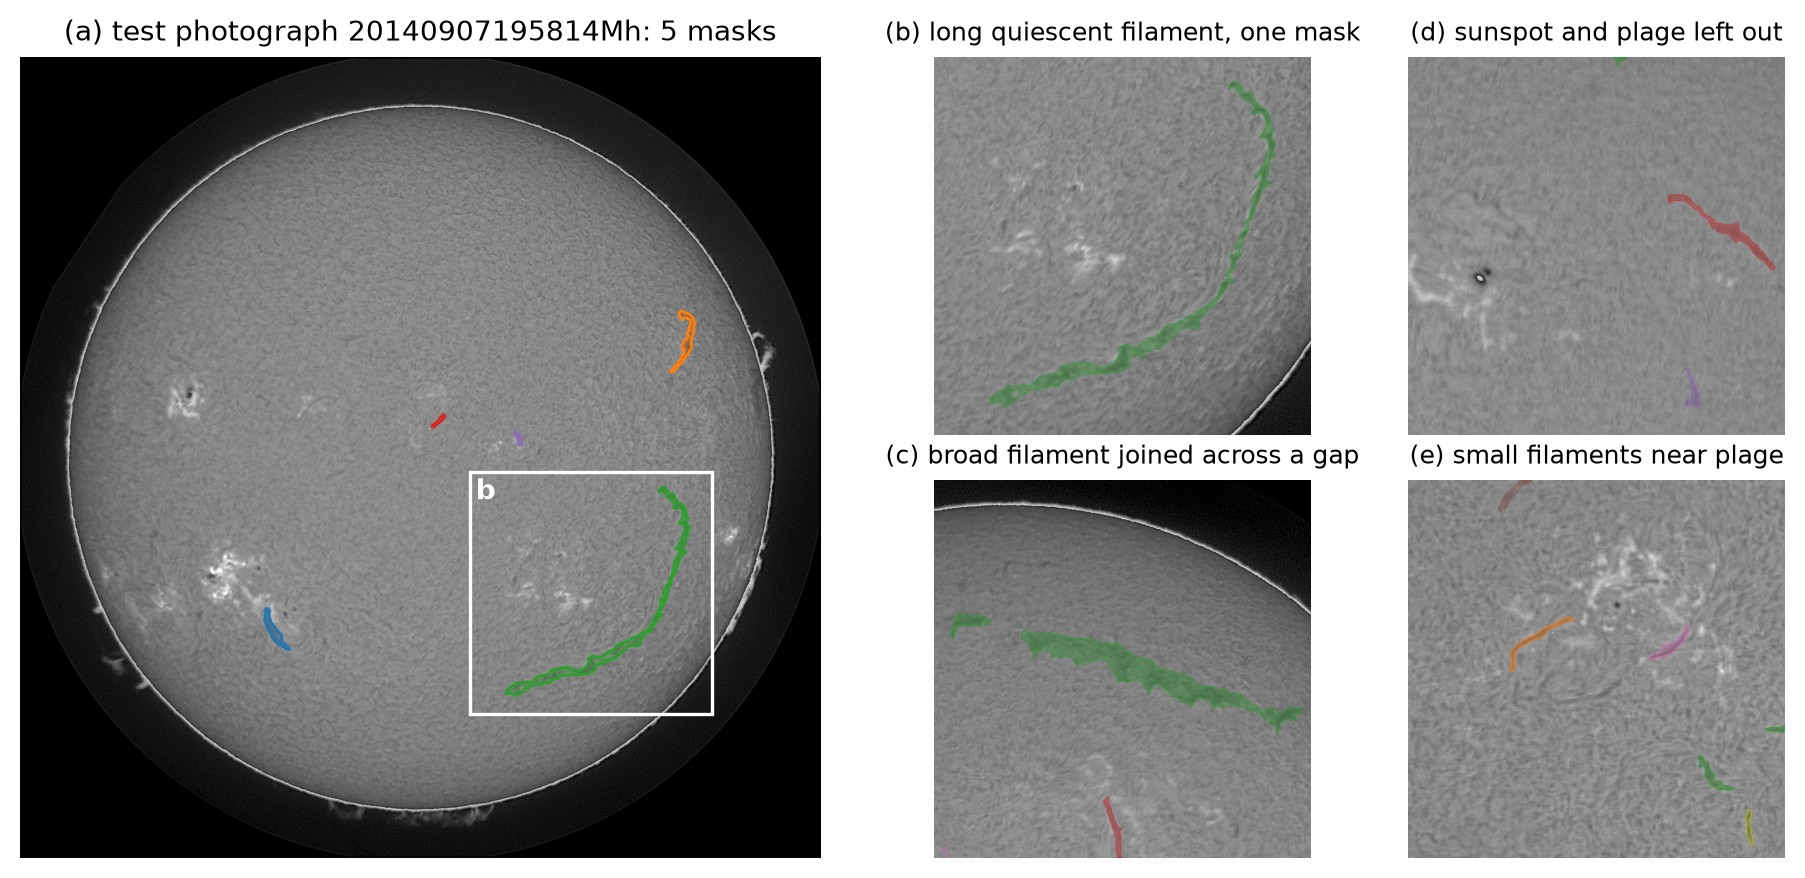 (a) test photograph 20140907195814Mh: 5 masks
b
(b) long quiescent filament, one mask
(c) broad filament joined across a gap
(d) sunspot and plage left out
(e) small filaments near plage